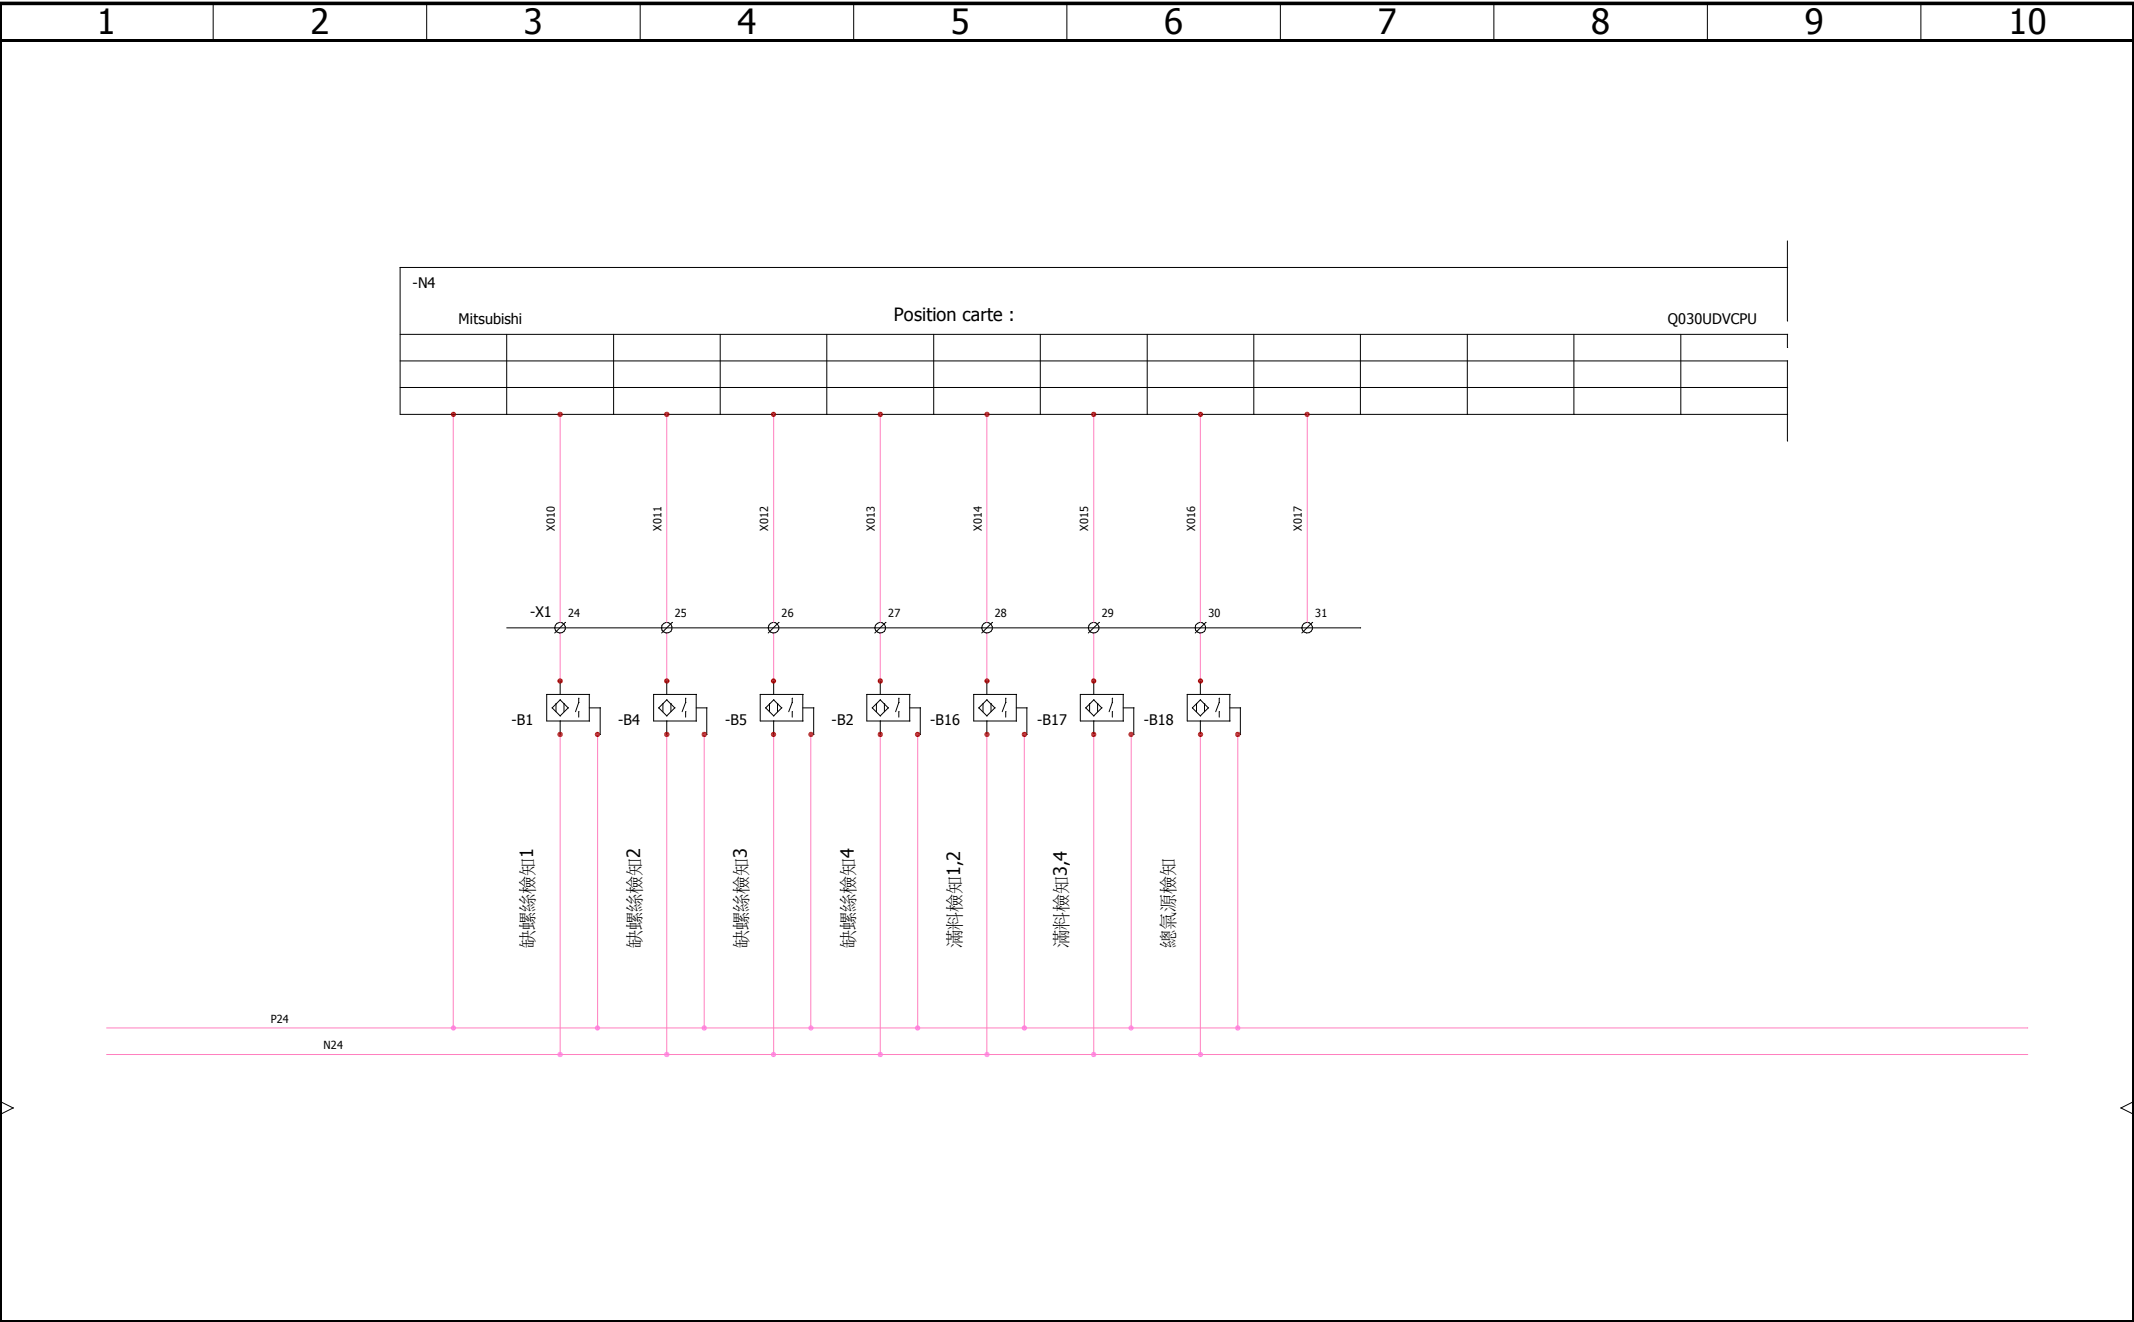 1 2 3 4 5 6 7 8 9 10
-N4
Mitsubishi Position carte : Q030UDVCPU
X010 X011 X012 X013 X014 X015 X016 X017
-X1 24 25 26 27 28 29 30 31
-B1 -B4 -B5 -B2 -B16 -B17 -B18
缺螺絲檢知1
缺螺絲檢知2
缺螺絲檢知3
缺螺絲檢知4
滿料檢知1,2
滿料檢知3,4
總氣源檢知
P24
N24